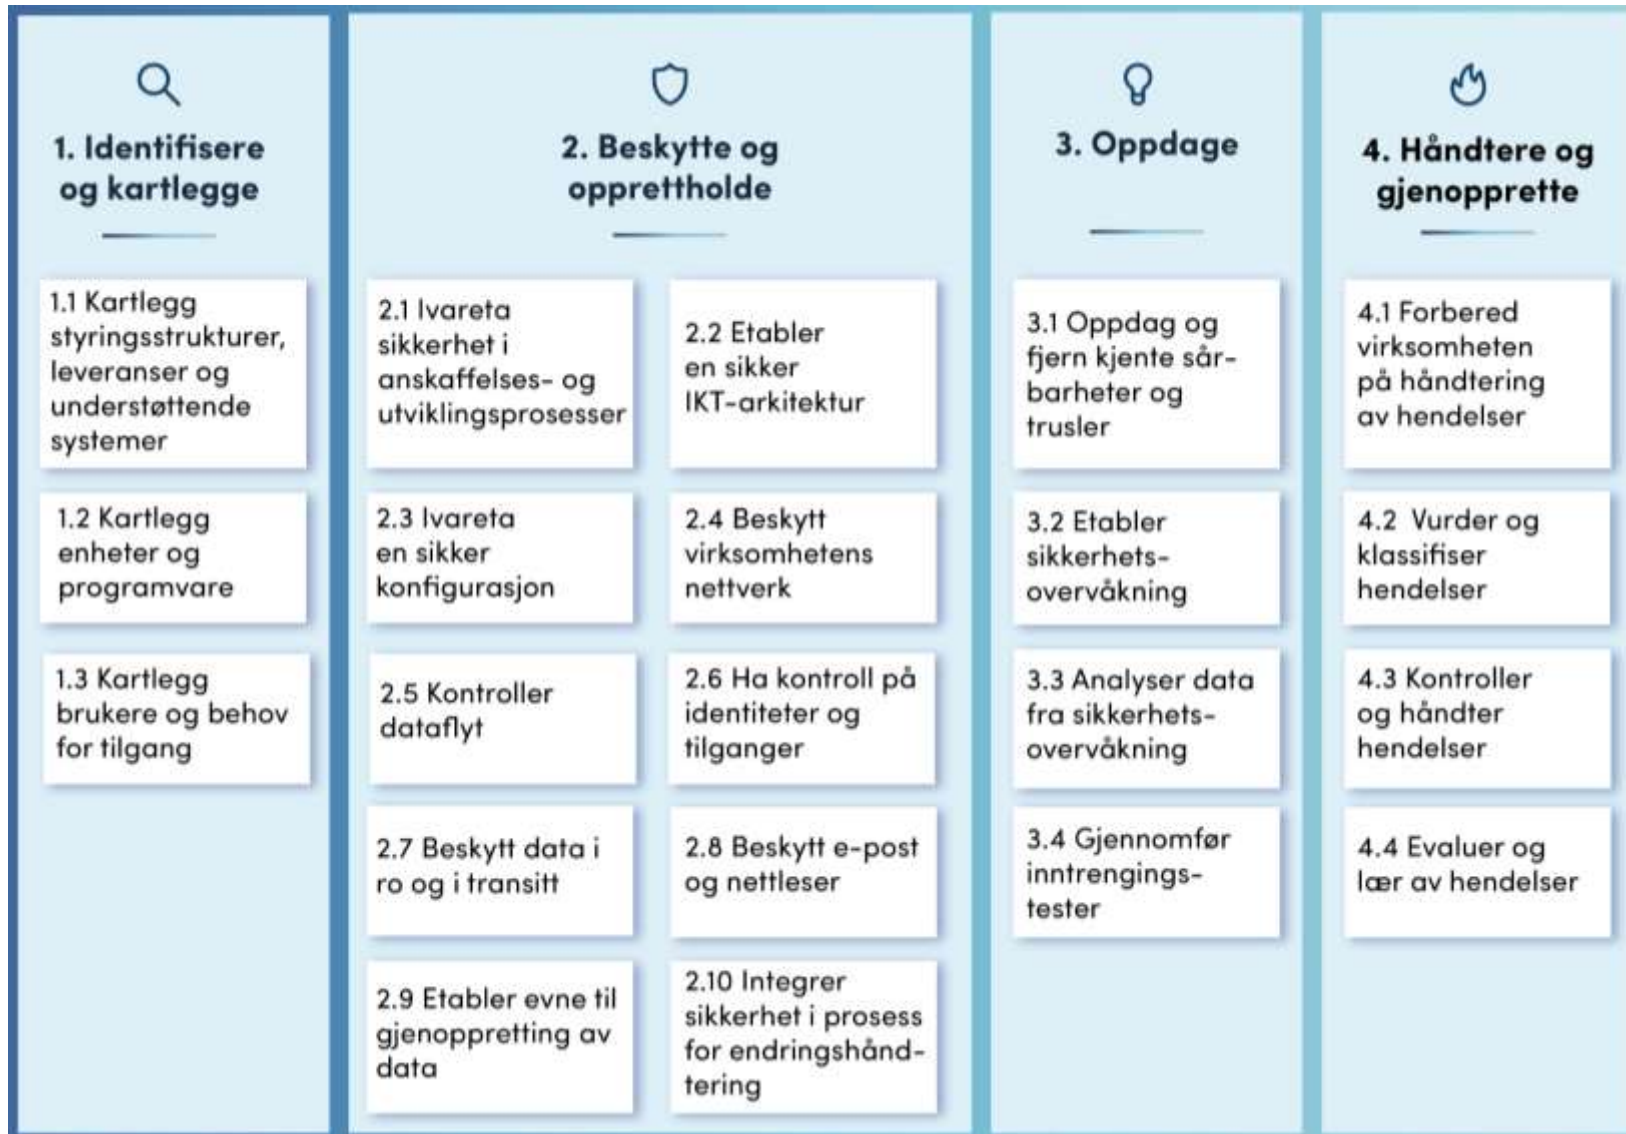 1. Identifisere
og kartlegge
1.1 Kartlegg
styringsstrukturer,
leveranser og
understøttende
systemer
1.2 Kartlegg
enheter og
programvare
1.3 Kartlegg
brukere og behov
for tilgang
2. Beskytte og
opprettholde
2.1 Ivareta
sikkerhet i
anskaffelses- og
utviklingsprosesser
2.2 Etabler
en sikker
IKT-arkitektur
2.3 Ivareta
en sikker
konfigurasjon
2.4 Beskytt
virksomhetens
nettverk
2.5 Kontroller
dataflyt
2.6 Ha kontroll på
identiteter og
tilganger
2.7 Beskytt data i
ro og i transitt
2.8 Beskytt e-post
og nettleser
2.9 Etabler evne til
gjenoppretting av
data
2.10 Integrer
sikkerhet i prosess
for endringshånd-
tering
3. Oppdage
3.1 Oppdag og
fjern kjente sår-
barheter og
trusler
3.2 Etabler
sikkerhets-
overvåkning
3.3 Analyser data
fra sikkerhets-
overvåkning
3.4 Gjennomfør
inntrengings-
tester
4. Håndtere og
gjenopprette
4.1 Forbered
virksomheten
på håndtering
av hendelser
4.2 Vurder og
klassifiser
hendelser
4.3 Kontroller
og håndter
hendelser
4.4 Evaluer og
lær av hendelser